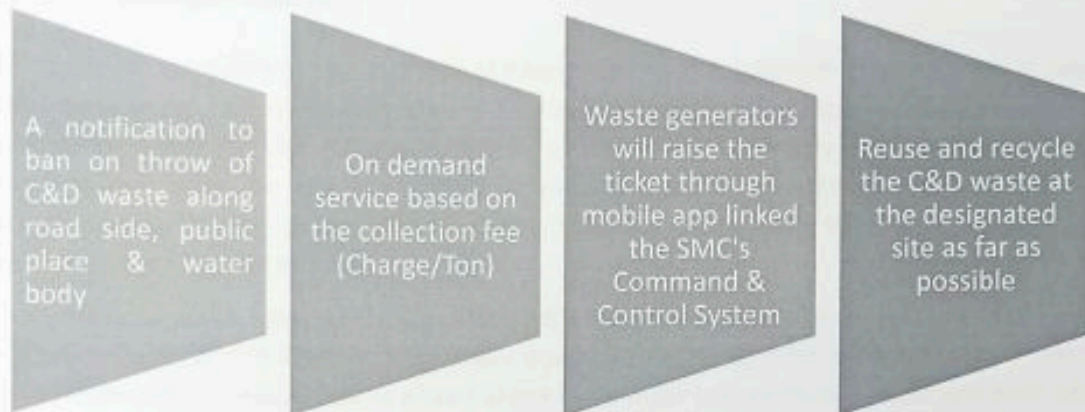 A notification to
ban on throw of
C&D waste along
road side, public
place & water
body
On demand
service based on
the collection fee
(Charge/Ton)
Waste generators
will raise the
ticket through
mobile app linked
the SMC's
Command &
Control System
Reuse and recycle
the C&D waste at
the designated
site as far as
possible